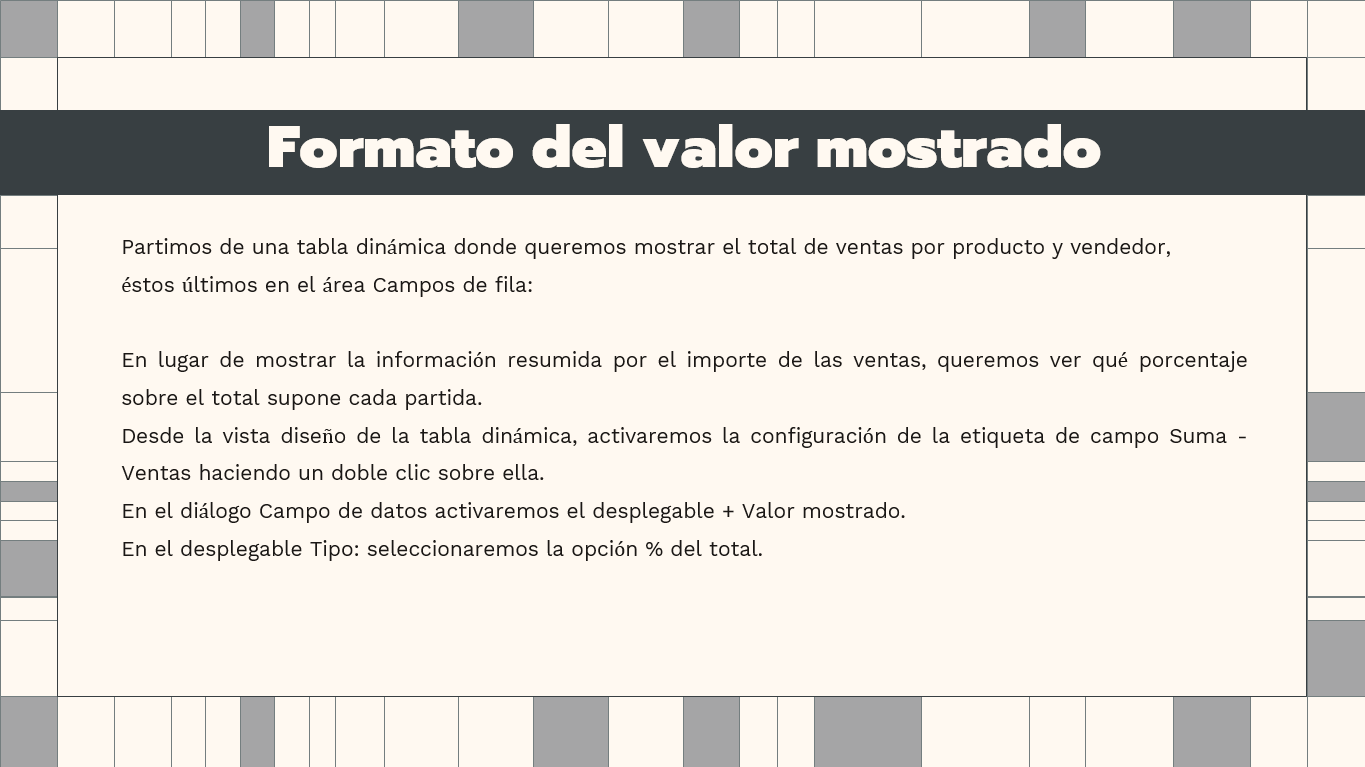 Formato del valor mostrado
Partimos de una tabla dinámica donde queremos mostrar el total de ventas por producto y vendedor,
éstos últimos en el área Campos de fila:
En lugar de mostrar la información resumida por el importe de las ventas, queremos ver qué porcentaje
sobre el total supone cada partida.
Desde la vista diseño de la tabla dinámica, activaremos la configuración de la etiqueta de campo Suma -
Ventas haciendo un doble clic sobre ella.
En el diálogo Campo de datos activaremos el desplegable + Valor mostrado.
En el desplegable Tipo: seleccionaremos la opción % del total.